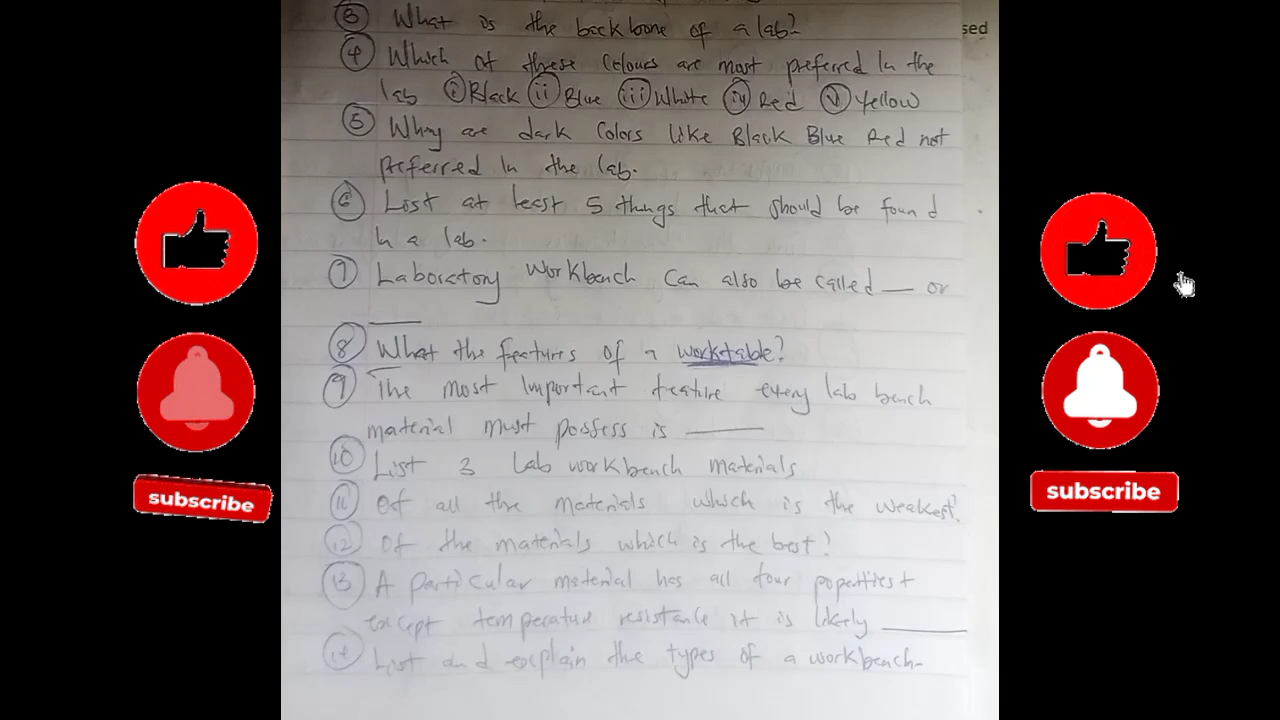 ③ What is the backbone of a lab?
sed
④ Which of these colours are most preferred in the
lab ⓘ Black ii Blue iii White iv Red v Yellow
⑤ Why are dark Colors like Black Blue Red not
preferred in the lab.
⑥ List at least 5 things that should be found
in a lab.
⑦ Laboratory Workbench can also be called __ or
____
⑧ What the features of a worktable?
⑨ The most important feature every lab bench
material must possess is ____
⑩ List 3 Lab workbench materials
⑪ Of all the materials which is the weakest?
⑫ Of the materials which is the best?
⑬ A particular material has all four
except temperature resistance it is likely ____
⑭ List and explain the types of a workbench-
subscribe
subscribe